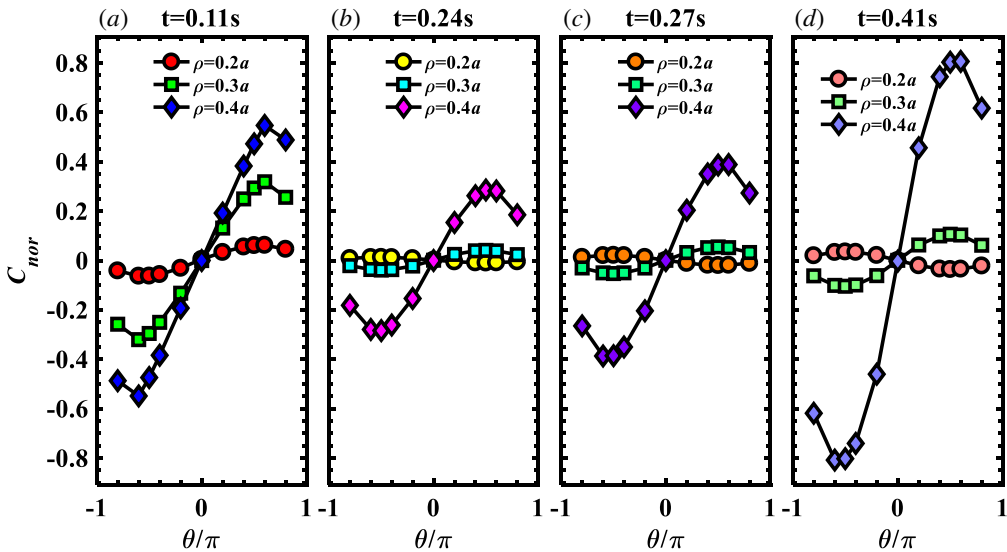 (a) t=0.11s (b) t=0.24s (c) t=0.27s (d) t=0.41s
ρ=0.2a
ρ=0.3a
ρ=0.4a
ρ=0.2a
ρ=0.3a
ρ=0.4a
ρ=0.2a
ρ=0.3a
ρ=0.4a
ρ=0.2a
ρ=0.3a
ρ=0.4a
0.8
0.6
0.4
0.2
0
-0.2
-0.4
-0.6
-0.8
C_nor
-1 0 1 -1 0 1 -1 0 1 -1 0 1
θ/π θ/π θ/π θ/π